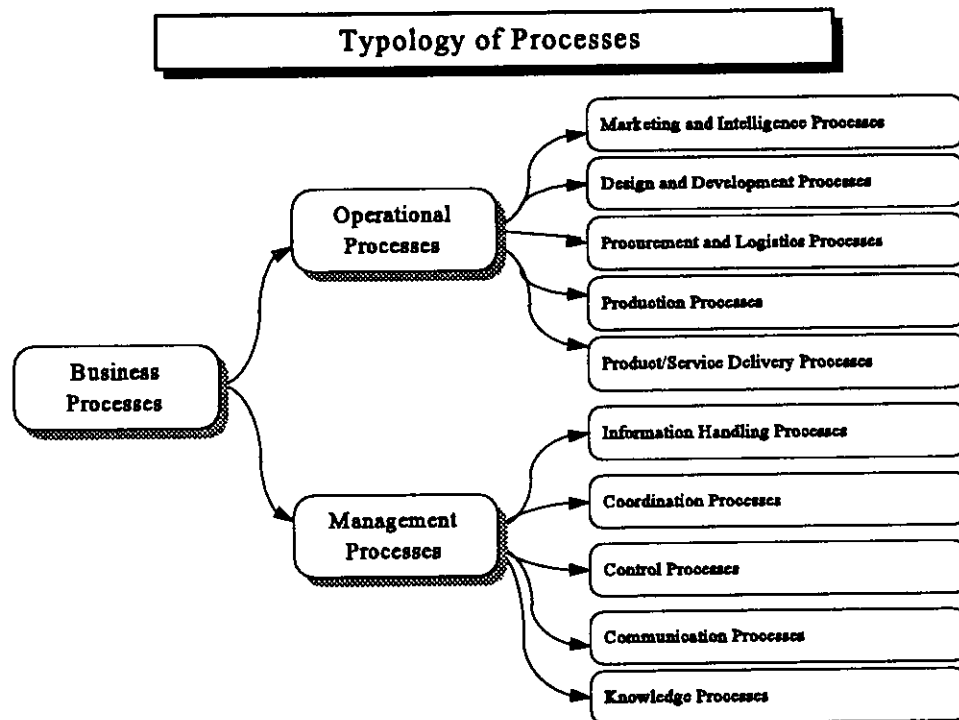 Typology of Processes
Business
Processes
Operational
Processes
Marketing and Intelligence Processes
Design and Development Processes
Procurement and Logistics Processes
Production Processes
Product/Service Delivery Processes
Management
Processes
Information Handling Processes
Coordination Processes
Control Processes
Communication Processes
Knowledge Processes